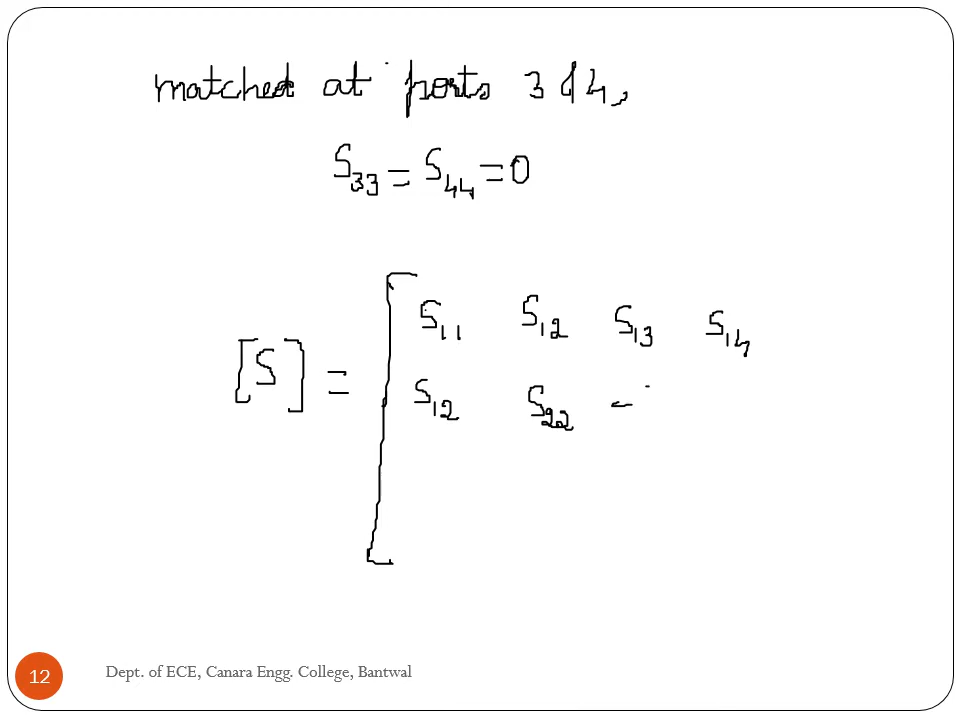 matched at ports 3 & 4,
S33 = S44 = 0
[S] = [ S11 S12 S13 S14
S12 S22 -
12 Dept. of ECE, Canara Engg. College, Bantwal